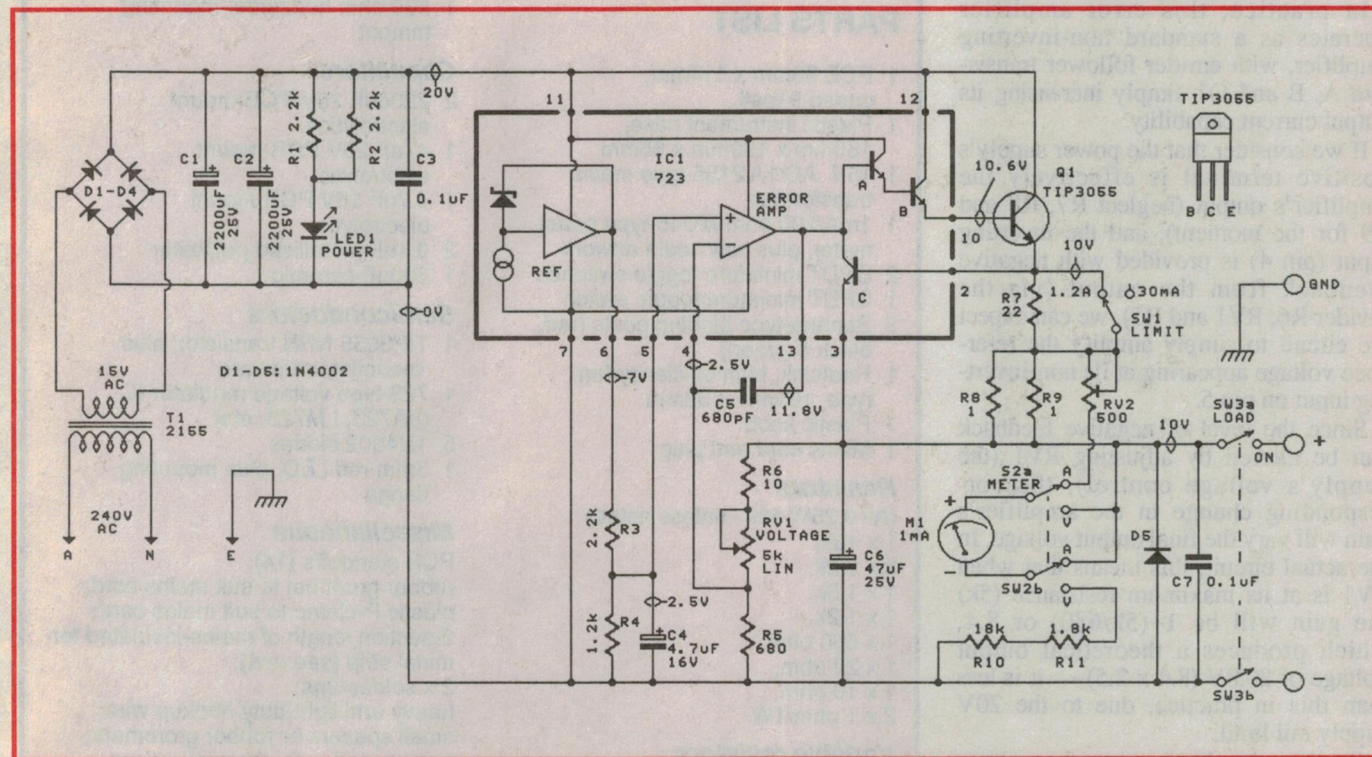 20V
11
12
TIP3055
R1 2.2k
R2 2.2k
C1
2200uF
25V
C2
2200uF
25V
C3
0.1uF
D1-D4
LED1
POWER
IC1
723
ERROR
AMP
REF
A
B
C
10.6V
Q1
TIP3055
B C E
10
10V
2
1.2A
30mA
SW1
LIMIT
GND
R7
22
0V
7
6
5
4
13
3
15V
AC
D1-D5: 1N4002
7V
2.5V
C5
680pF
11.8V
R8
1
R9
1
RV2
500
10V
SW3a
LOAD
+
ON
T1
2155
240V
AC
A
N
E
2.2k
R3
R6
10
RV1
VOLTAGE
5k
LIN
S2a
METER
A
V
M1
1mA
+
-
A
V
SW2b
C6
47uF
25V
D5
C7
0.1uF
2.5V
1.2k
R4
C4
4.7uF
16V
R5
680
18k
R10
1.8k
R11
-
SW3b